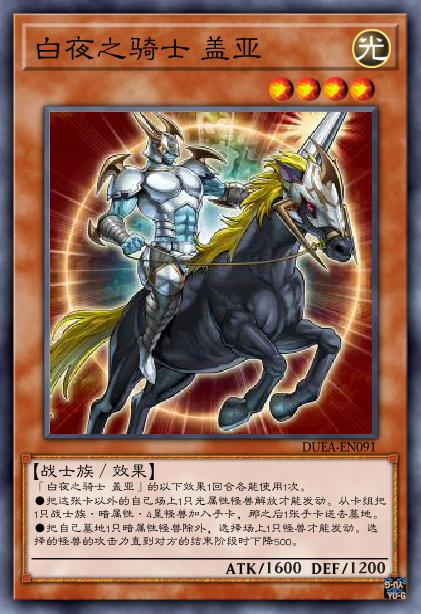 白夜之骑士 盖亚
光
DUEA-EN091
【战士族／效果】
「白夜之骑士 盖亚」的以下效果1回合各能使用1次。
●把这张卡以外的自己场上1只光属性怪兽解放才能发动。从卡组把
1只战士族·暗属性·4星怪兽加入手卡，那之后1张手卡送去墓地。
●把自己墓地1只暗属性怪兽除外，选择场上1只怪兽才能发动。选
择的怪兽的攻击力直到对方的结束阶段时下降500。
ATK/1600 DEF/1200